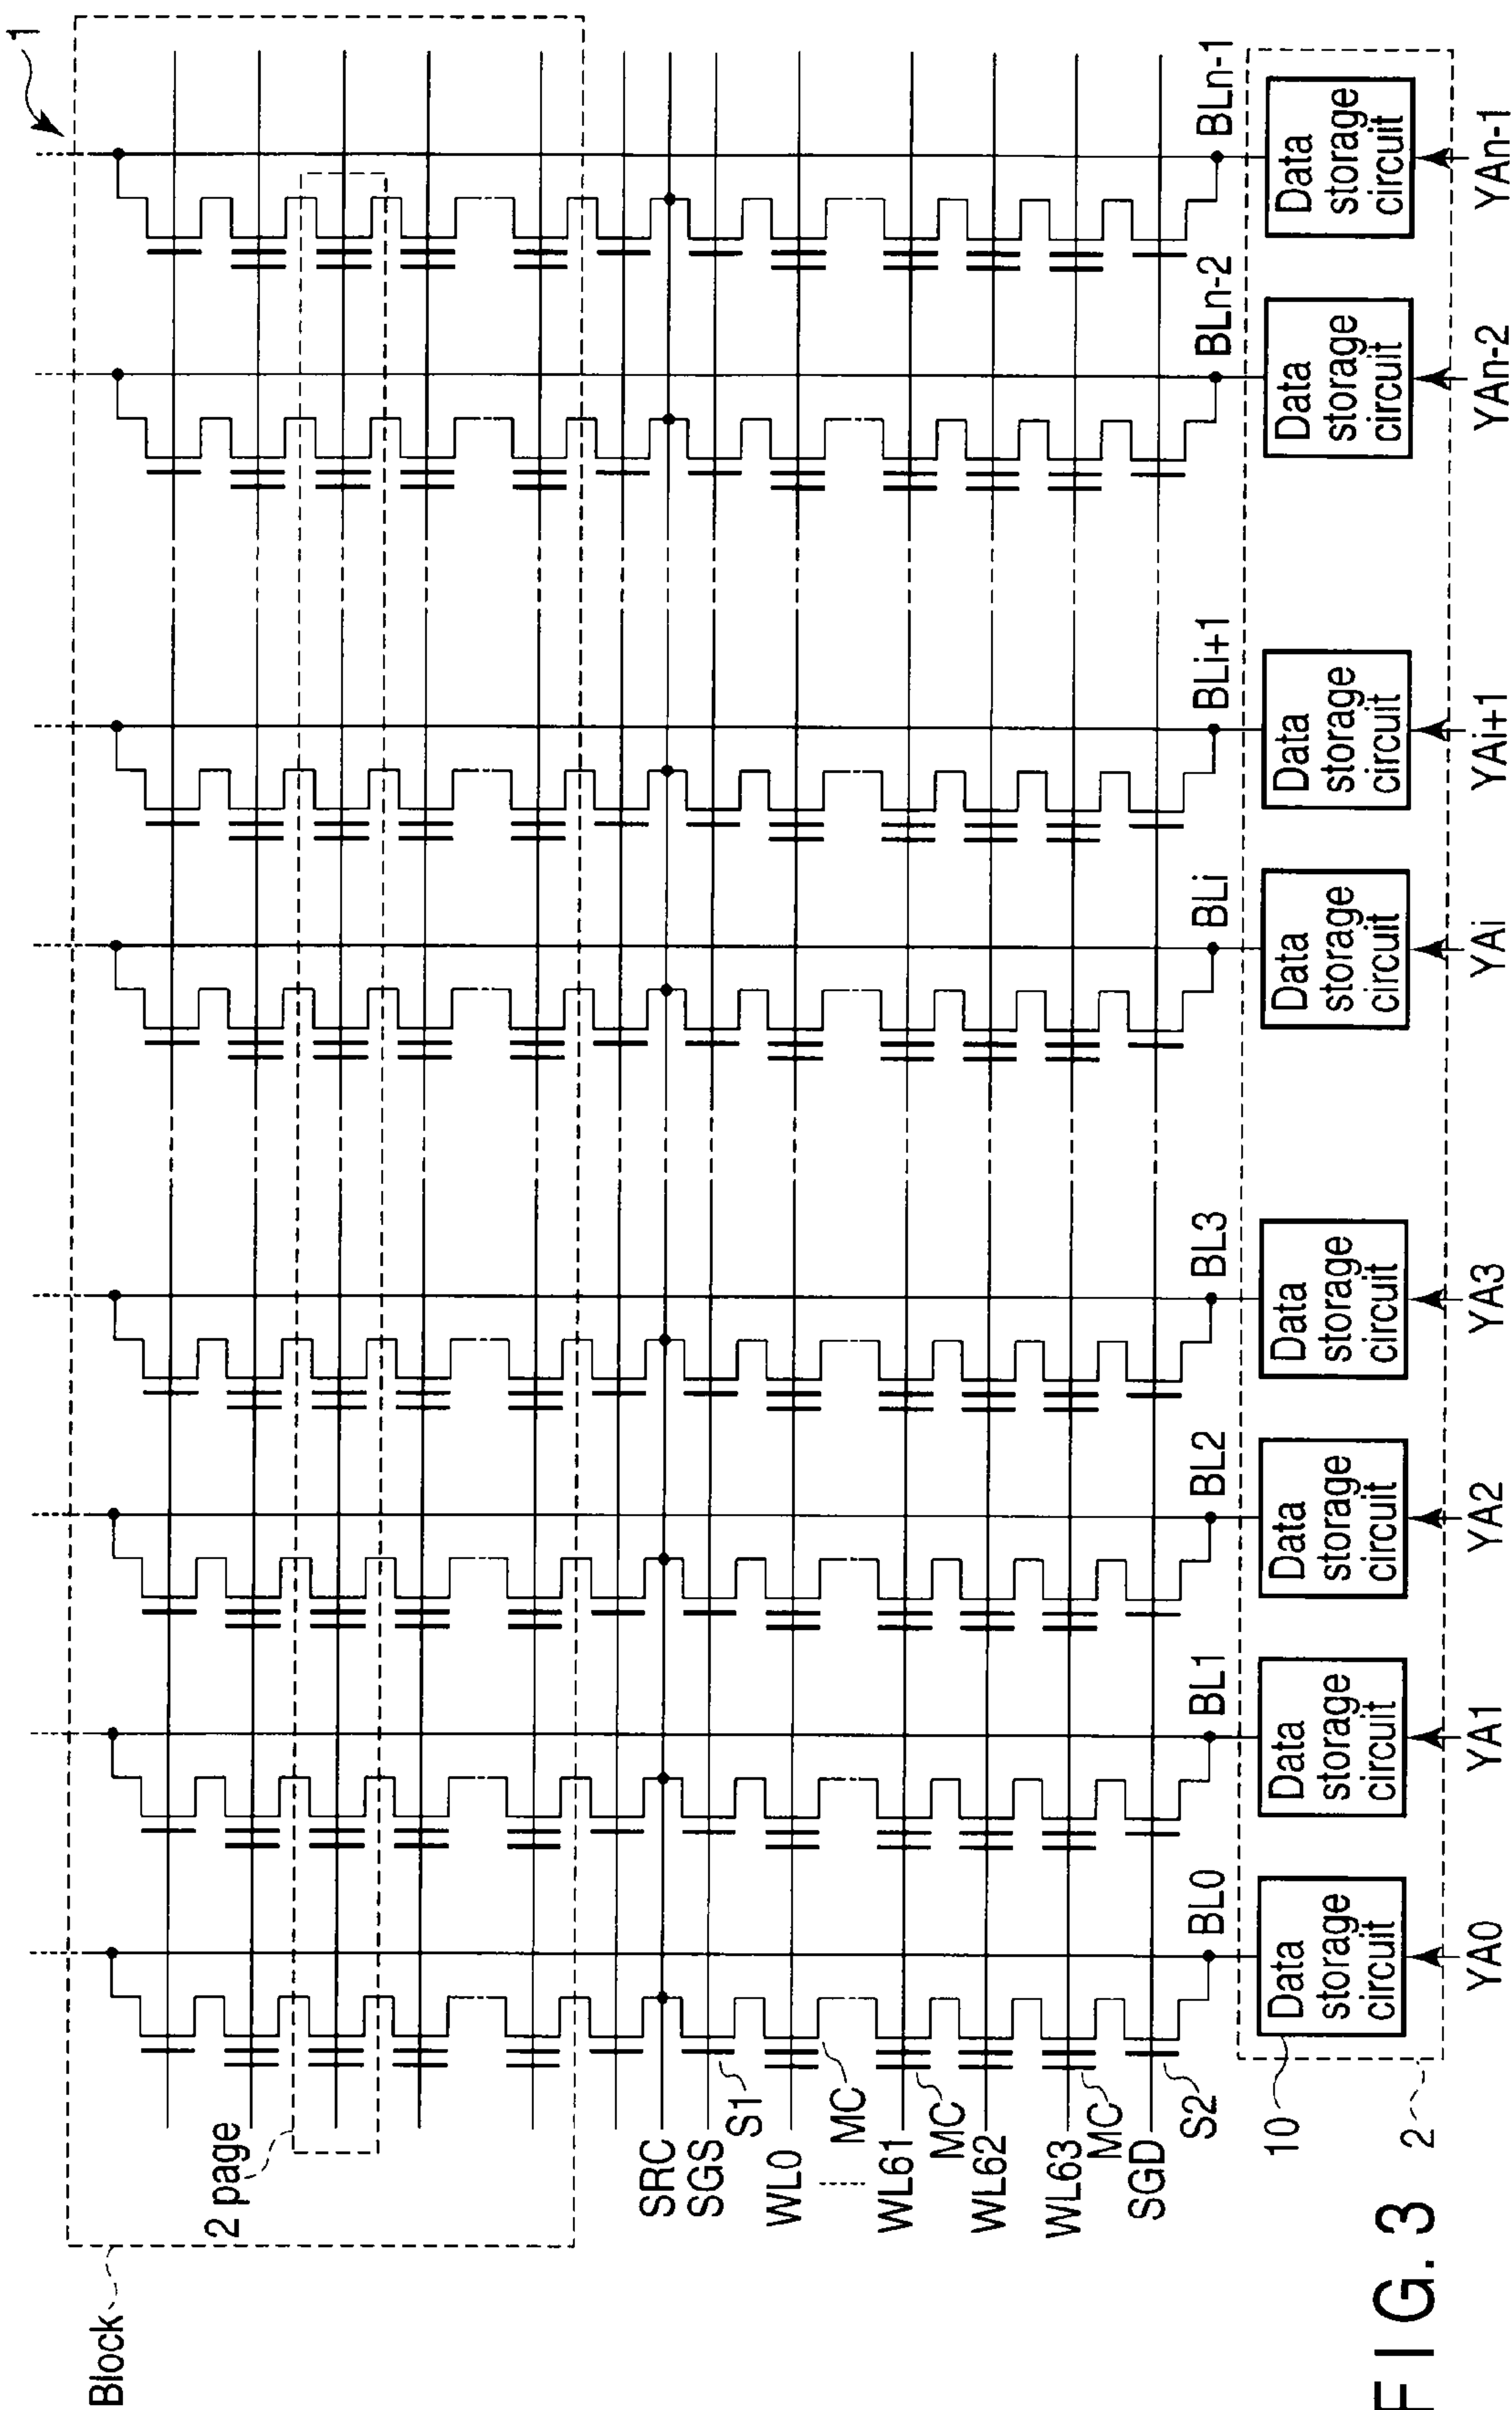 1
Block
2 page
SRC
SGS
S1
WL0
MC
WL61
MC
WL62
WL63
MC
SGD
S2
BL0
BL1
BL2
BL3
BLi
BLi+1
BLn-2
BLn-1
10
Data
storage
circuit
Data
storage
circuit
Data
storage
circuit
Data
storage
circuit
Data
storage
circuit
Data
storage
circuit
Data
storage
circuit
Data
storage
circuit
2
YA0
YA1
YA2
YA3
YAi
YAi+1
YAn-2
YAn-1
FIG. 3